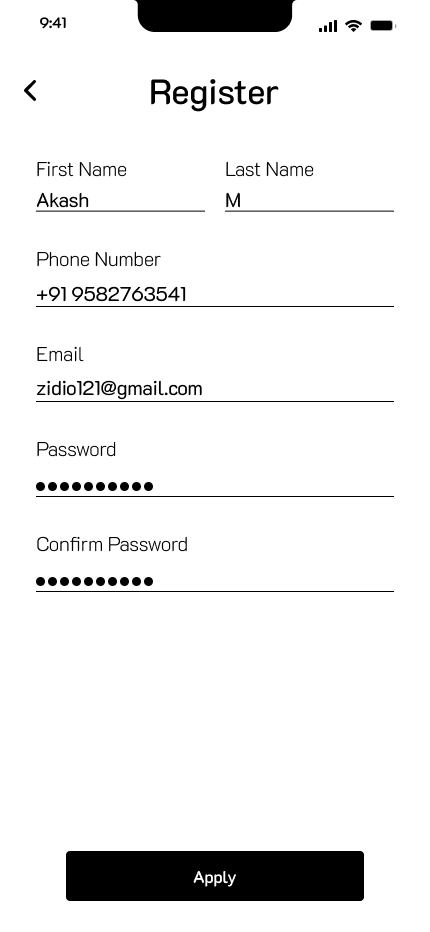 9:41
Register
First Name Last Name
Akash M
Phone Number
+91 9582763541
Email
zidio121@gmail.com
Password
●●●●●●●●●●
Confirm Password
●●●●●●●●●●
Apply